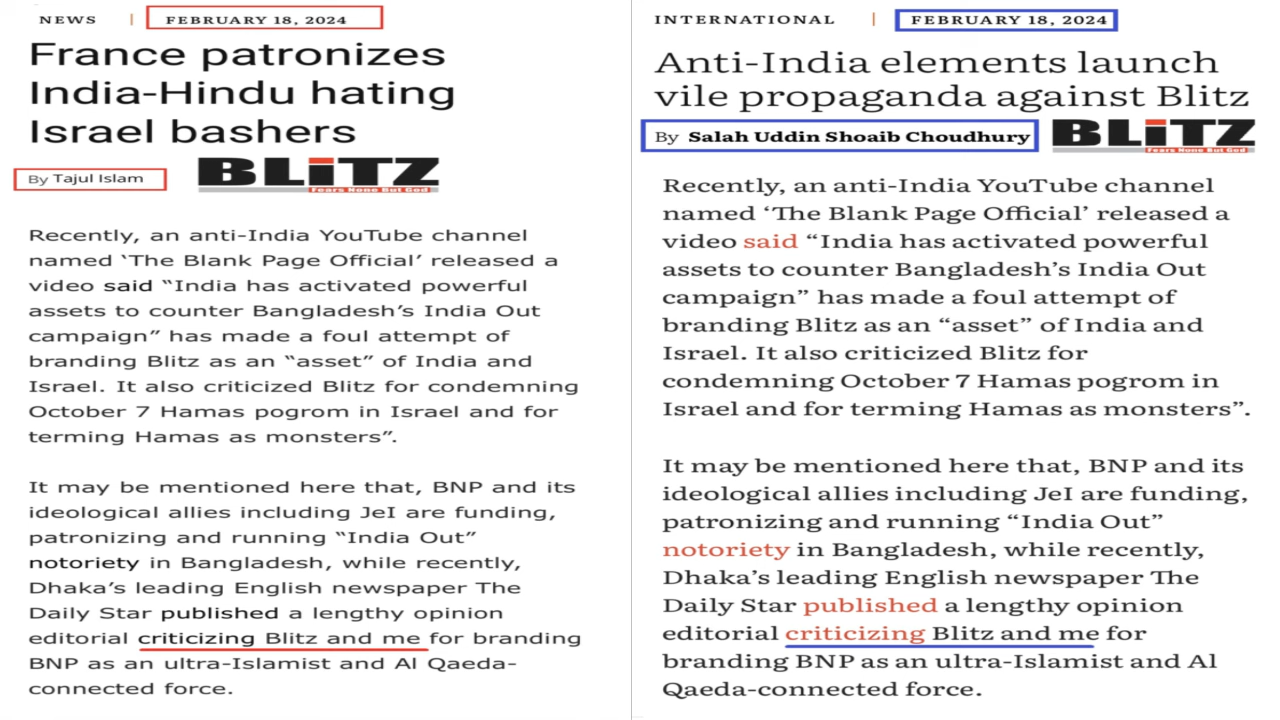 NEWS | FEBRUARY 18, 2024
France patronizes
India-Hindu hating
Israel bashers
By Tajul Islam
BLiTZ
Fears None But God
Recently, an anti-India YouTube channel
named ‘The Blank Page Official’ released a
video said “India has activated powerful
assets to counter Bangladesh’s India Out
campaign” has made a foul attempt of
branding Blitz as an “asset” of India and
Israel. It also criticized Blitz for condemning
October 7 Hamas pogrom in Israel and for
terming Hamas as monsters”.
It may be mentioned here that, BNP and its
ideological allies including JeI are funding,
patronizing and running “India Out”
notoriety in Bangladesh, while recently,
Dhaka’s leading English newspaper The
Daily Star published a lengthy opinion
editorial criticizing Blitz and me for branding
BNP as an ultra-Islamist and Al Qaeda-
connected force.
INTERNATIONAL | FEBRUARY 18, 2024
Anti-India elements launch
vile propaganda against Blitz
By Salah Uddin Shoaib Choudhury
BLiTZ
Fears None But God
Recently, an anti-India YouTube channel
named ‘The Blank Page Official’ released a
video said “India has activated powerful
assets to counter Bangladesh’s India Out
campaign” has made a foul attempt of
branding Blitz as an “asset” of India and
Israel. It also criticized Blitz for
condemning October 7 Hamas pogrom in
Israel and for terming Hamas as monsters”.
It may be mentioned here that, BNP and its
ideological allies including JeI are funding,
patronizing and running “India Out”
notoriety in Bangladesh, while recently,
Dhaka’s leading English newspaper The
Daily Star published a lengthy opinion
editorial criticizing Blitz and me for
branding BNP as an ultra-Islamist and Al
Qaeda-connected force.